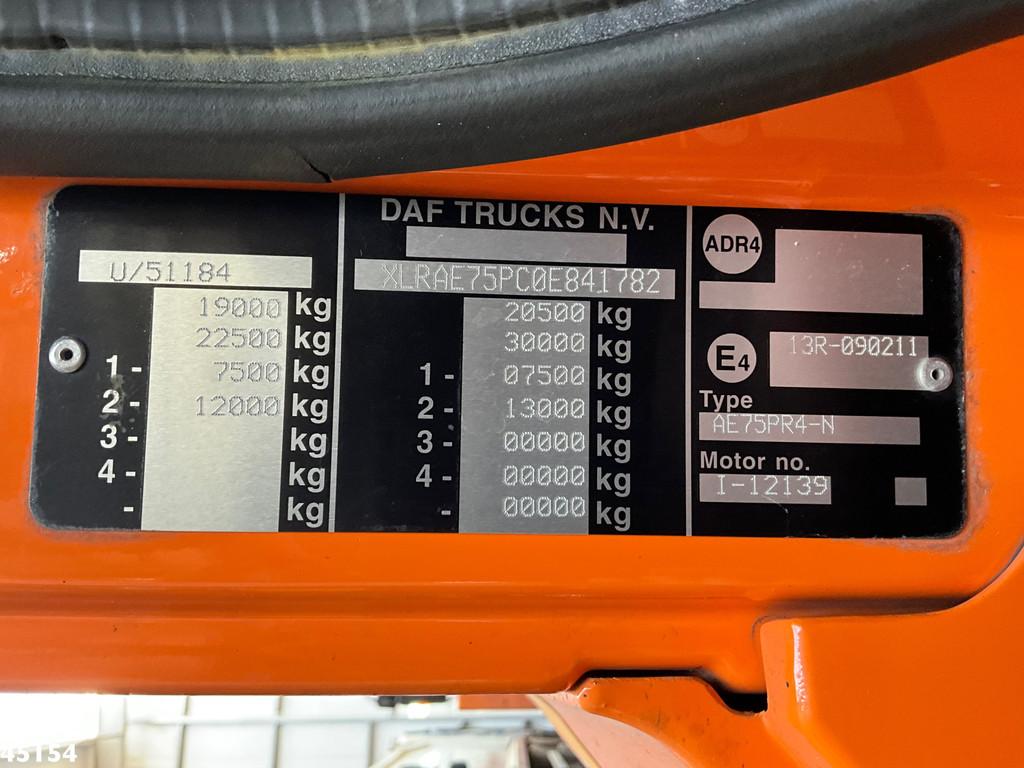 U/51184
19000 kg
22500 kg
1- 7500 kg
2- 12000 kg
3- kg
4- kg
- kg
DAF TRUCKS N.V.
XLRAE75PC0E841782
20500 kg
30000 kg
1- 07500 kg
2- 13000 kg
3- 00000 kg
4- 00000 kg
- 00000 kg
ADR4
E4 13R-090211
Type
AE75PR4-N
Motor no.
I-12139
45154